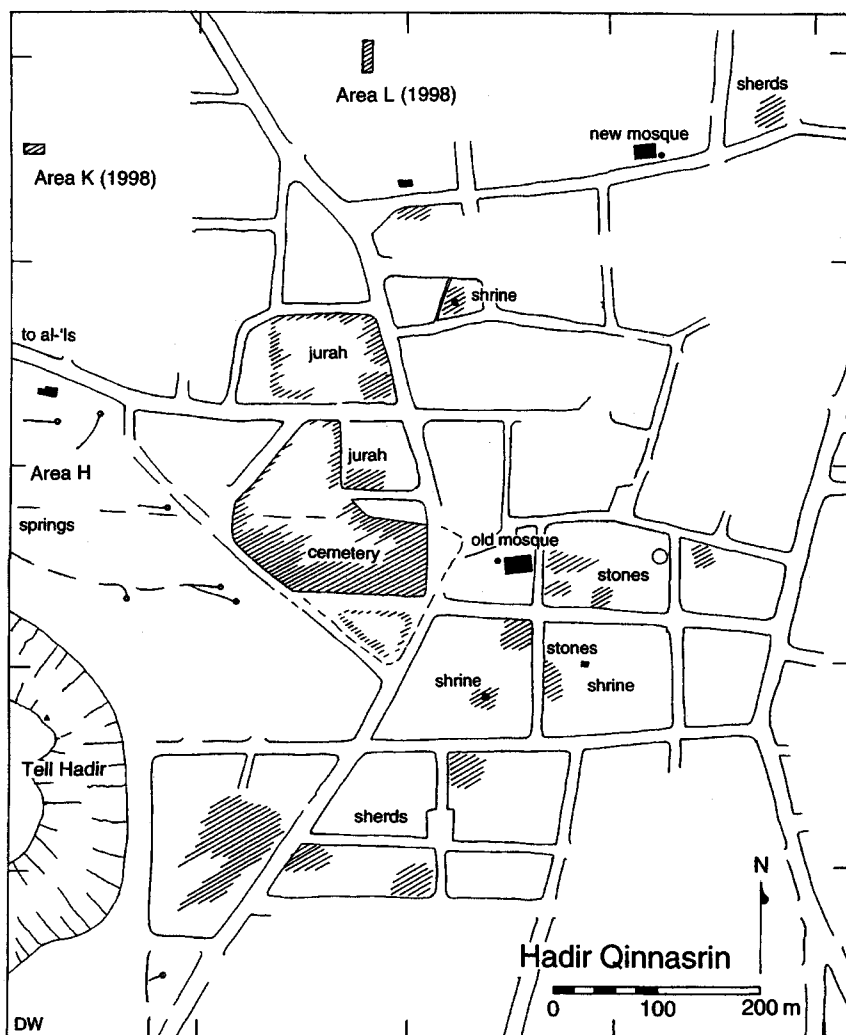 Area L (1998)
sherds
new mosque
Area K (1998)
shrine
to al-'Is
jurah
jurah
Area H
springs
cemetery
old mosque
stones
stones
shrine
shrine
Tell Hadir
sherds
N
Hadir Qinnasrin
0 100 200 m
DW